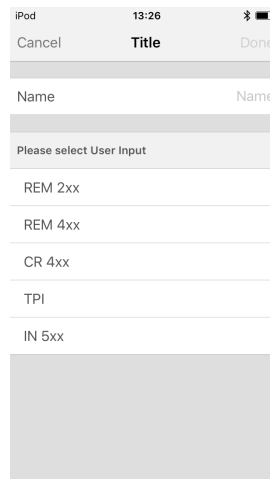 iPod 13:26
Cancel Title Done
Name Name
Please select User Input
REM 2xx
REM 4xx
CR 4xx
TPI
IN 5xx